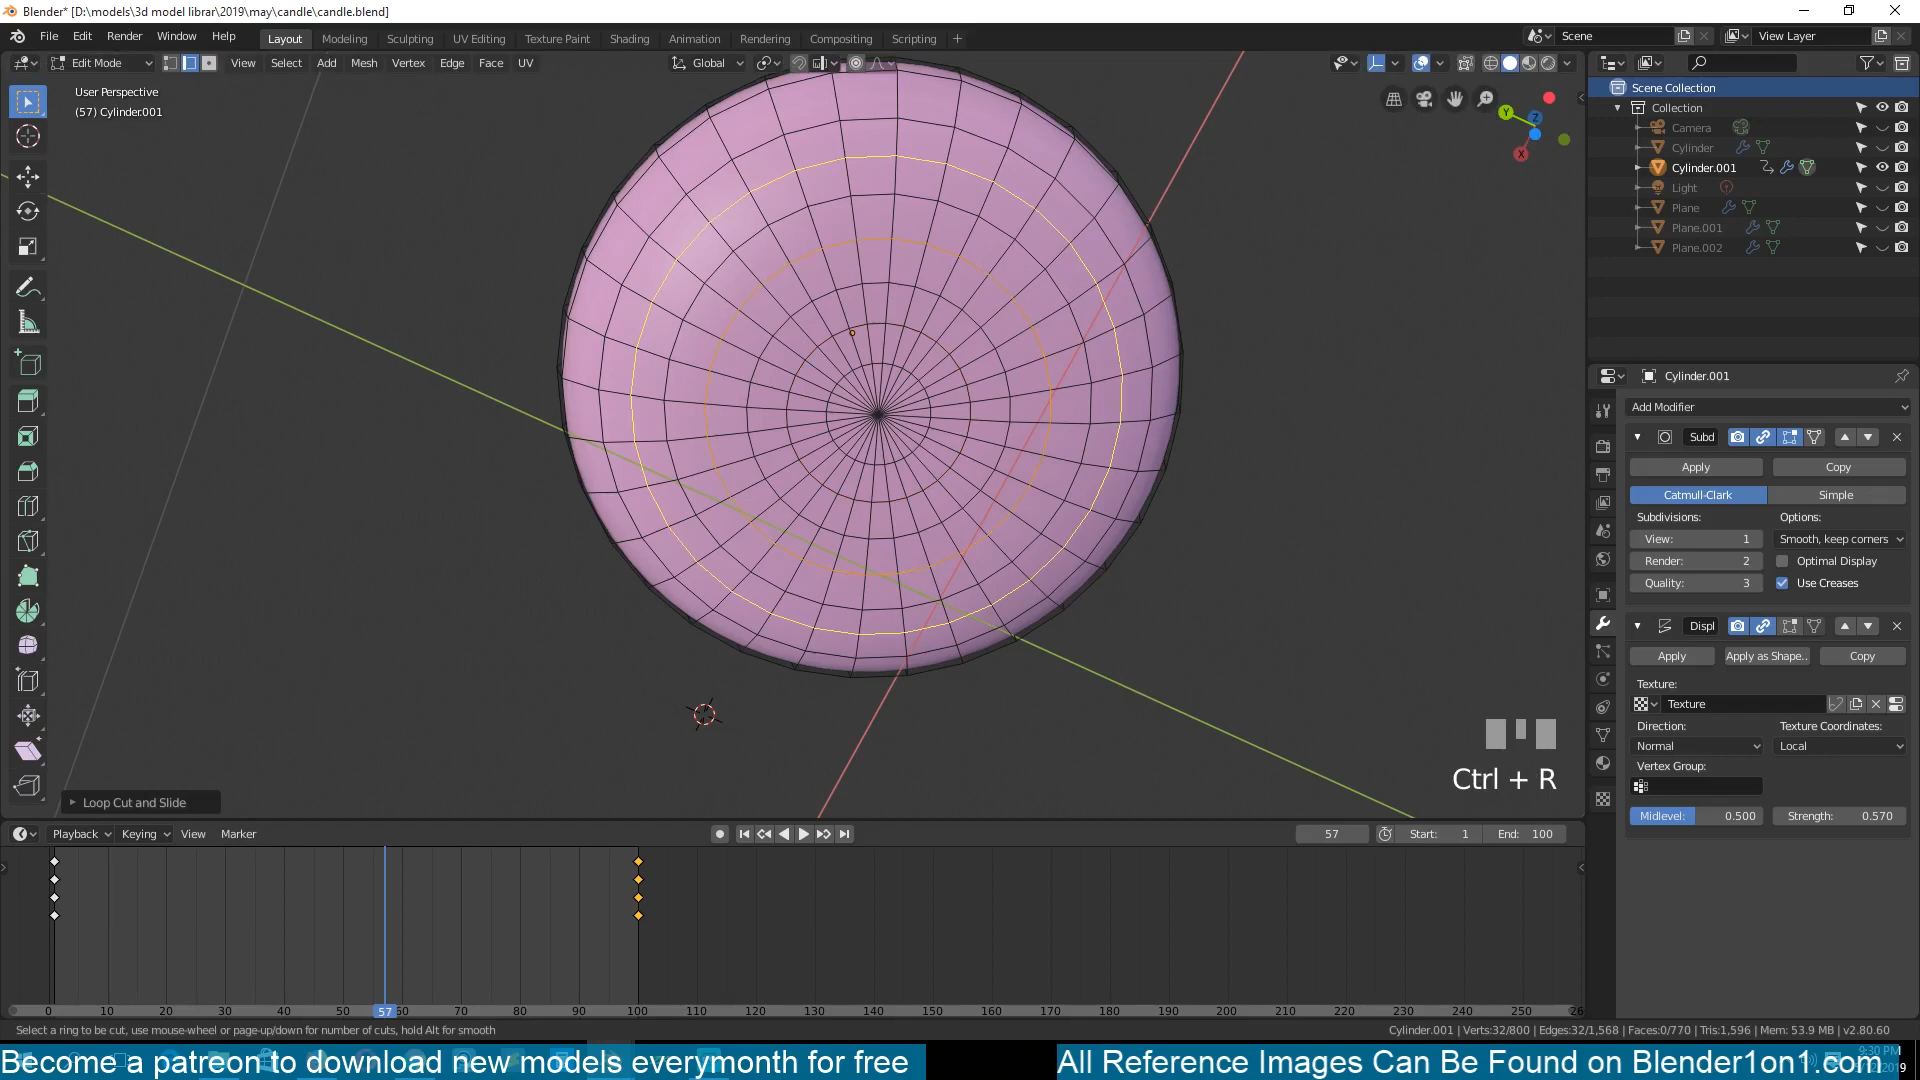 Blender* [D:\models\3d model librar\2019\may\candle\candle.blend]
File Edit Render Window Help Layout Modeling Sculpting UV Editing Texture Paint Shading Animation Rendering Compositing Scripting + Scene View Layer
Edit Mode View Select Add Mesh Vertex Edge Face UV Global
User Perspective
(57) Cylinder.001
Y Z X
Scene Collection
Collection
Camera
Cylinder
Cylinder.001
Light
Plane
Plane.001
Plane.002
Cylinder.001
Add Modifier
Subd
Apply Copy
Catmull-Clark Simple
Subdivisions: Options:
View: 1 Smooth, keep corners
Render: 2 Optimal Display
Quality: 3 Use Creases
Displ
Apply Apply as Shape.. Copy
Texture:
Texture
Direction: Texture Coordinates:
Normal Local
Vertex Group:
Midlevel: 0.500 Strength: 0.570
Ctrl + R
Loop Cut and Slide
Playback Keying View Marker 57 Start: 1 End: 100
0 10 20 30 40 50 57 60 70 80 90 100 110 120 130 140 150 160 170 180 190 200 210 220 230 240 250 26
Select a ring to be cut, use mouse-wheel or page-up/down for number of cuts, hold Alt for smooth
Cylinder.001 | Verts:32/800 | Edges:32/1,568 | Faces:0/770 | Tris:1,596 | Mem: 53.9 MB | v2.80.60
Become a patreon to download new models everymonth for free
All Reference Images Can Be Found on Blender1on1.com
9:30 PM